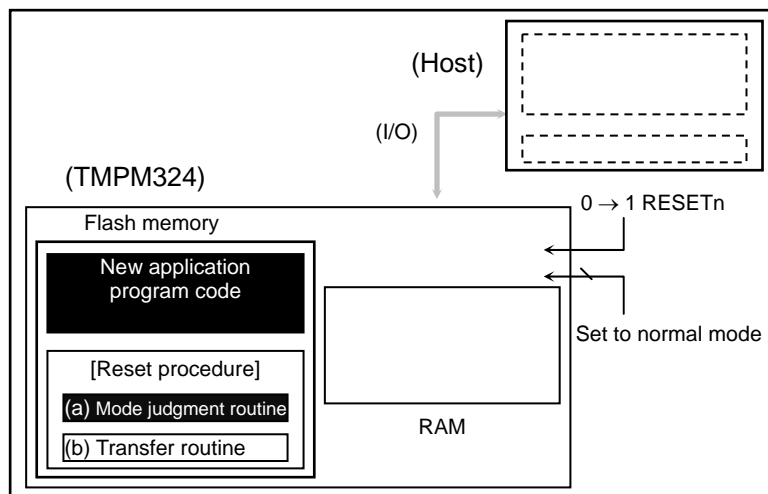 (Host)
(I/O)
(TMPM324)
0 → 1 RESETn
Flash memory
New application
program code
Set to normal mode
[Reset procedure]
(a) Mode judgment routine
(b) Transfer routine
RAM